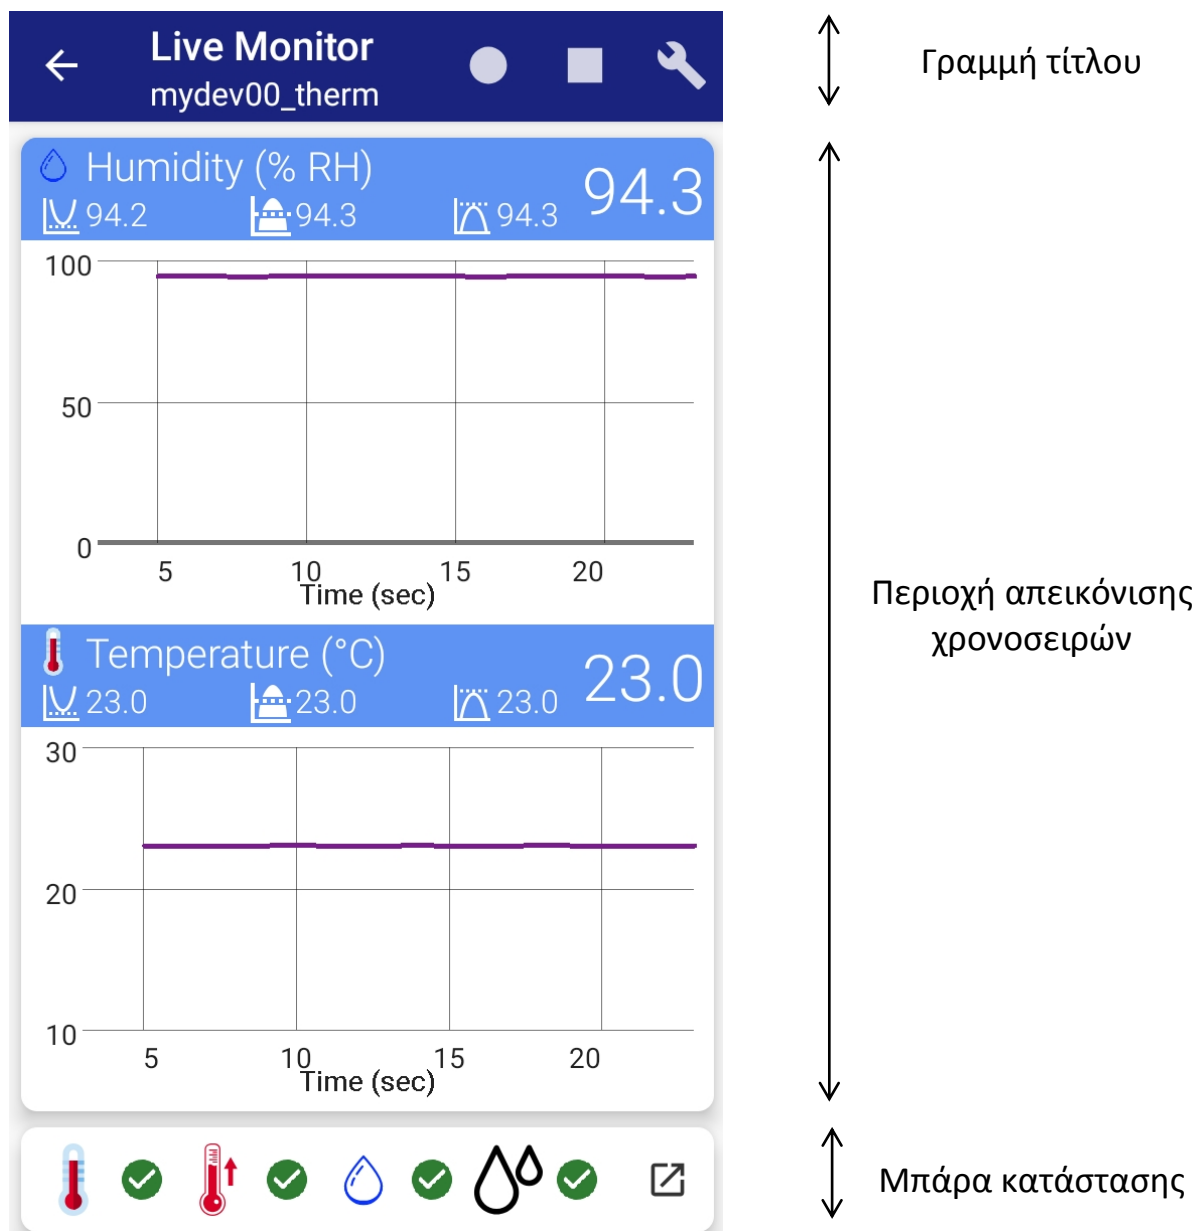 Live Monitor
mydev00_therm
Γραμμή τίτλου
Humidity (% RH)
94.3
94.2
94.3
94.3
100
50
0
5
10
15
20
Time (sec)
Περιοχή απεικόνισης
χρονοσειρών
Temperature (°C)
23.0
23.0
23.0
23.0
30
20
10
5
10
15
20
Time (sec)
Μπάρα κατάστασης